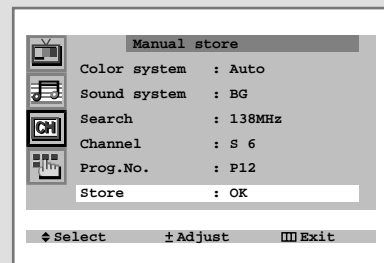 Manual store
Color system : Auto
Sound system : BG
Search : 138MHz
CH
Channel : S 6
Prog.No. : P12
Store : OK
Select ± Adjust Exit